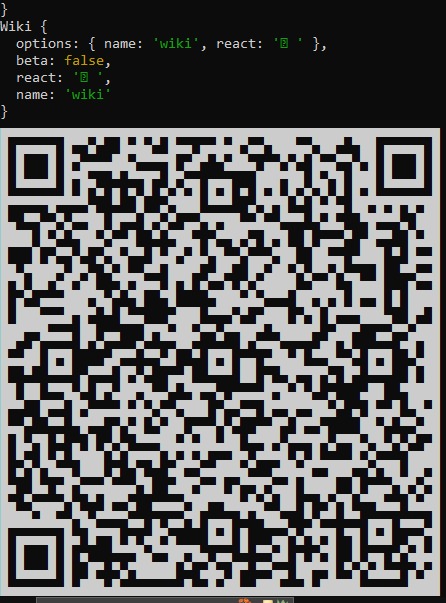 }
Wiki {
  options: { name: 'wiki', react: '▯ ' },
  beta: false,
  react: '▯ ',
  name: 'wiki'
}